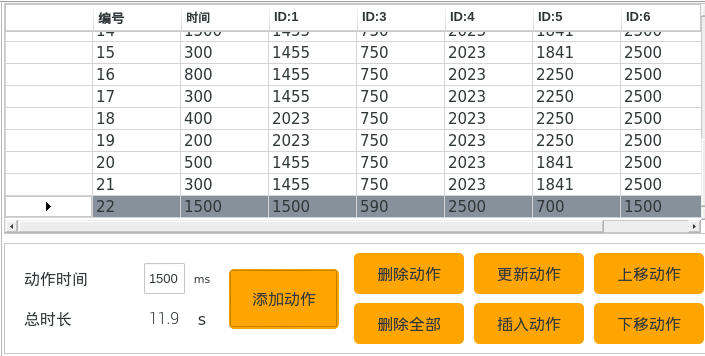 编号 时间 ID:1 ID:3 ID:4 ID:5 ID:6
14 1500 1455 750 2023 1841 2500
15 300 1455 750 2023 1841 2500
16 800 1455 750 2023 2250 2500
17 300 1455 750 2023 2250 2500
18 400 2023 750 2023 2250 2500
19 200 2023 750 2023 2250 2500
20 500 1455 750 2023 1841 2500
21 300 1455 750 2023 1841 2500
22 1500 1500 590 2500 700 1500
动作时间 1500 ms
添加动作
删除动作 更新动作 上移动作
总时长 11.9 s
删除全部 插入动作 下移动作